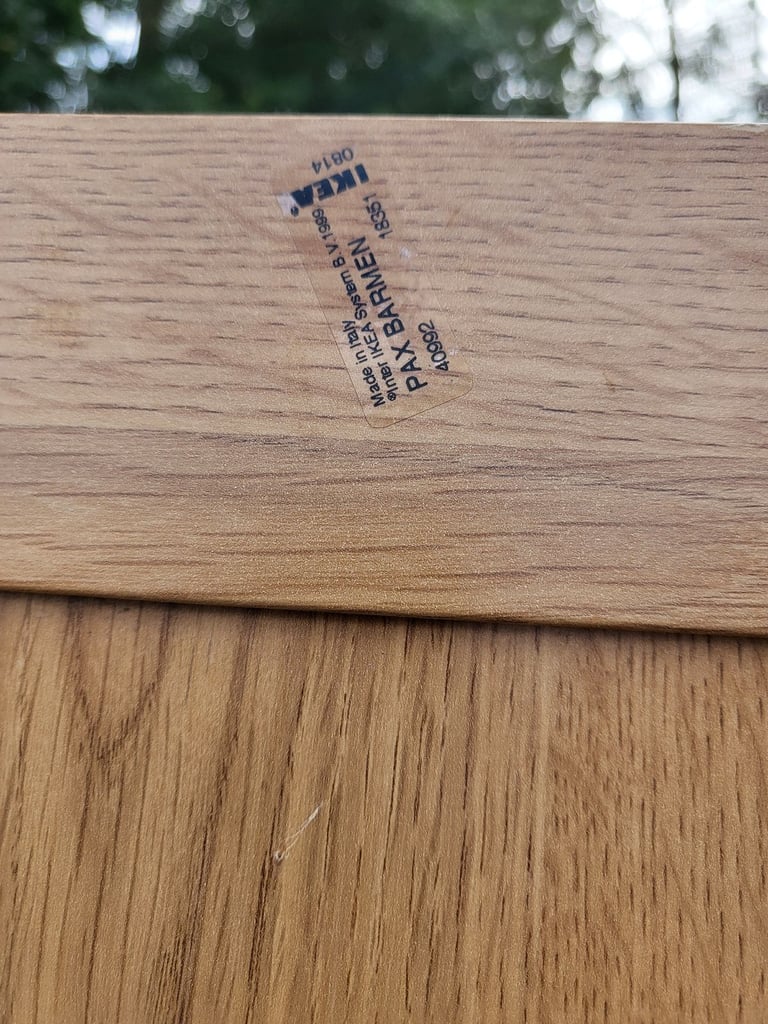 Made in Italy
©Inter IKEA System B.V. 1999
PAX BARMEN
40992 18351
IKEA®
0814